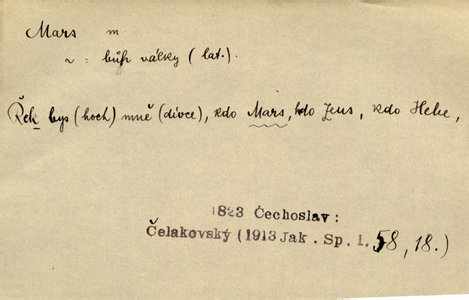 Mars m.
~ = bůh války (lat.).
Řek bys (hoch) mně (dívce), kdo Mars, kdo Zeus, kdo Hebe,
1823 Čechoslav:
Čelakovský (1913 Jak. Sp. 1. 58, 18.)